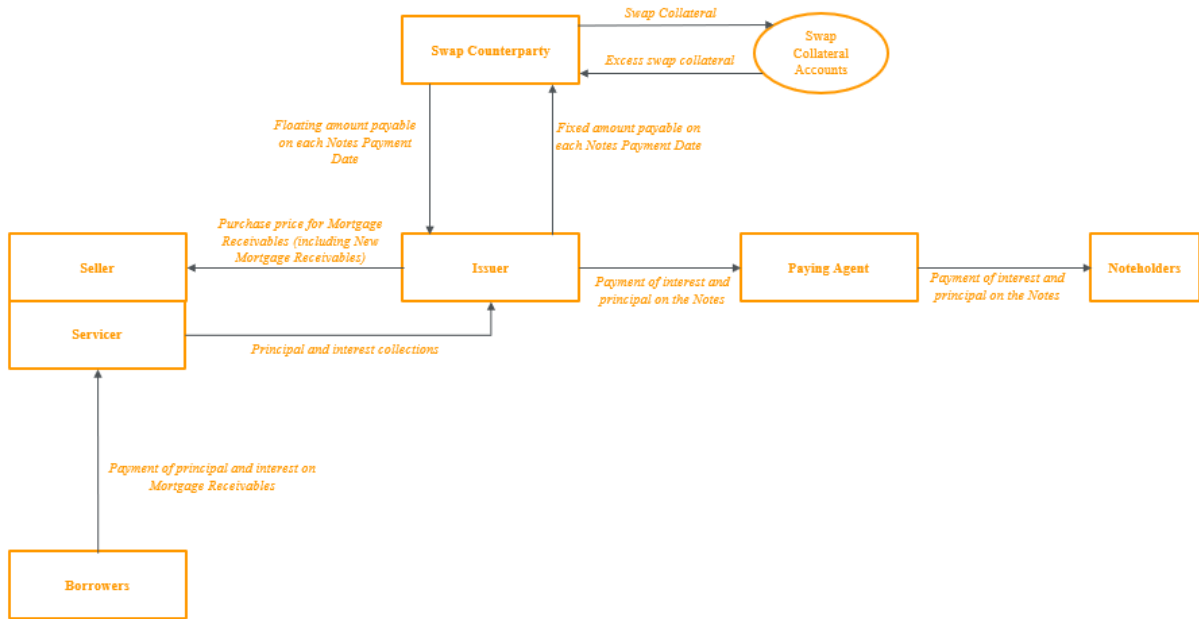 Swap Collateral
Swap Counterparty
Swap
Collateral
Accounts
Excess swap collateral
Floating amount payable
on each Notes Payment
Date
Fixed amount payable on
each Notes Payment Date
Purchase price for Mortgage
Receivables (including New
Mortgage Receivables)
Seller
Issuer
Paying Agent
Noteholders
Payment of interest and
principal on the Notes
Payment of interest and
principal on the Notes
Servicer
Principal and interest collections
Payment of principal and interest on
Mortgage Receivables
Borrowers